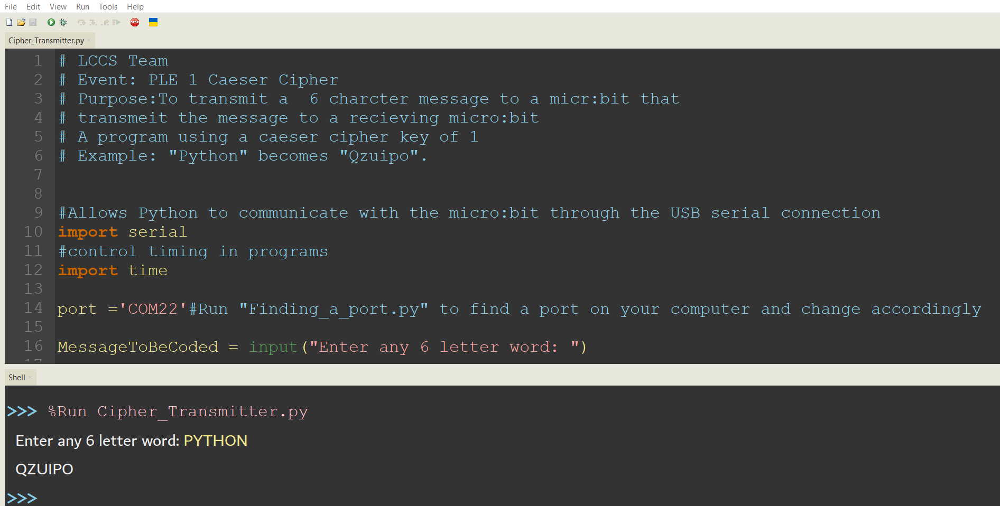 File Edit View Run Tools Help
STOP
Cipher_Transmitter.py ×
1 # LCCS Team
2 # Event: PLE 1 Caeser Cipher
3 # Purpose:To transmit a  6 charcter message to a micr:bit that
4 # transmeit the message to a recieving micro:bit
5 # A program using a caeser cipher key of 1
6 # Example: "Python" becomes "Qzuipo".
7
8
9 #Allows Python to communicate with the micro:bit through the USB serial connection
10 import serial
11 #control timing in programs
12 import time
13
14 port ='COM22'#Run "Finding_a_port.py" to find a port on your computer and change accordingly
15
16 MessageToBeCoded = input("Enter any 6 letter word: ")
Shell ×
>>> %Run Cipher_Transmitter.py
Enter any 6 letter word: PYTHON
QZUIPO
>>>